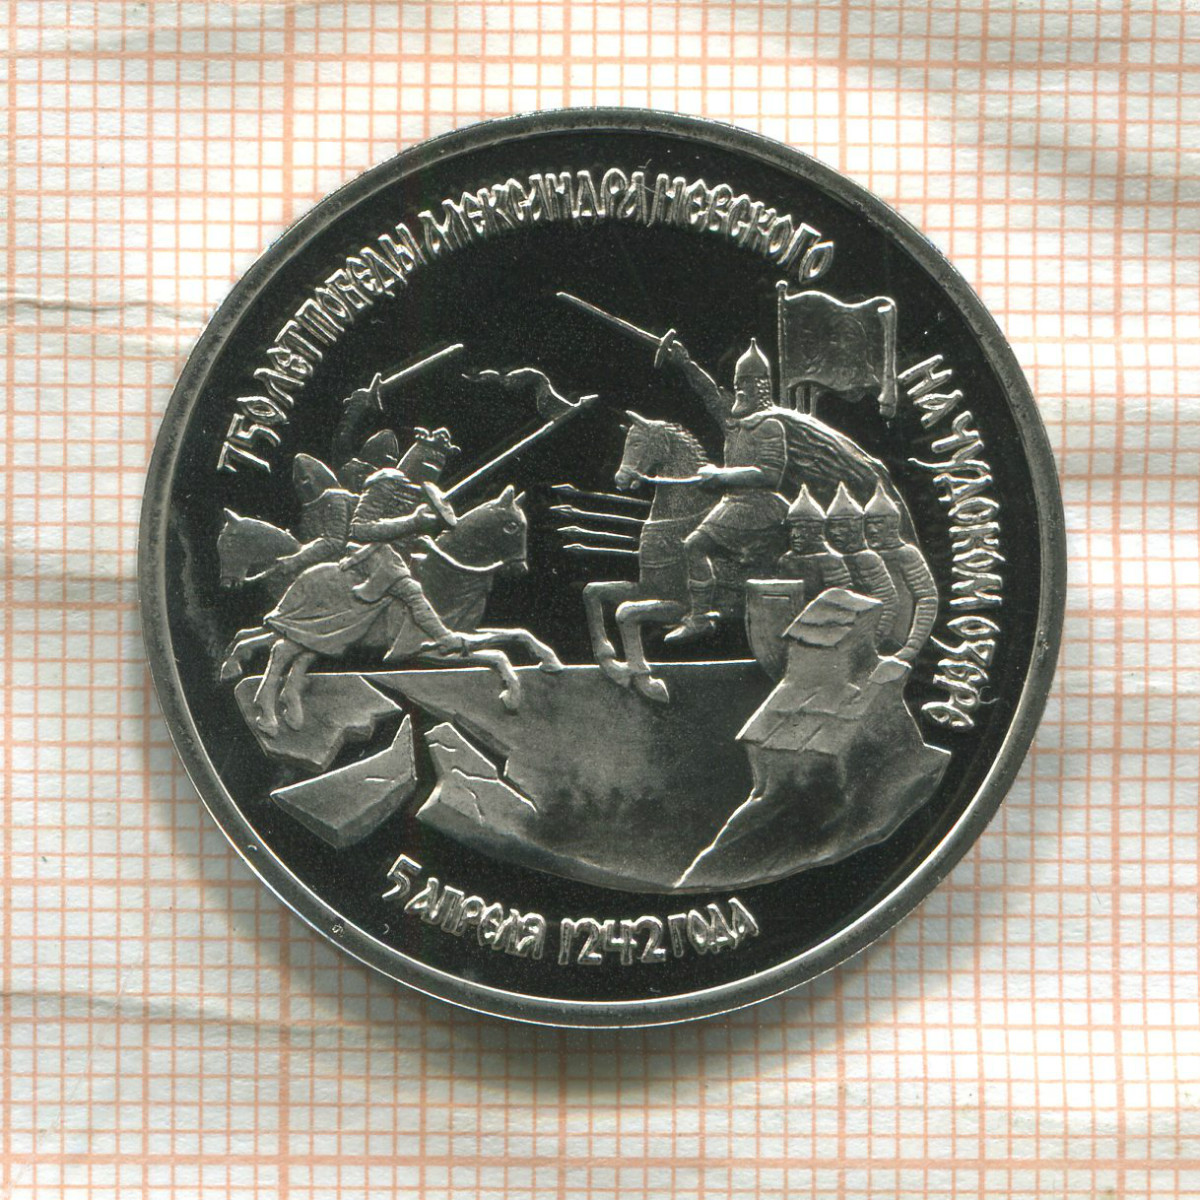 750 ЛЕТ ПОБЕДЫ АЛЕКСАНДРА НЕВСКОГО
НА ЧУДСКОМ ОЗЕРЕ
5 АПРЕЛЯ 1242 ГОДА